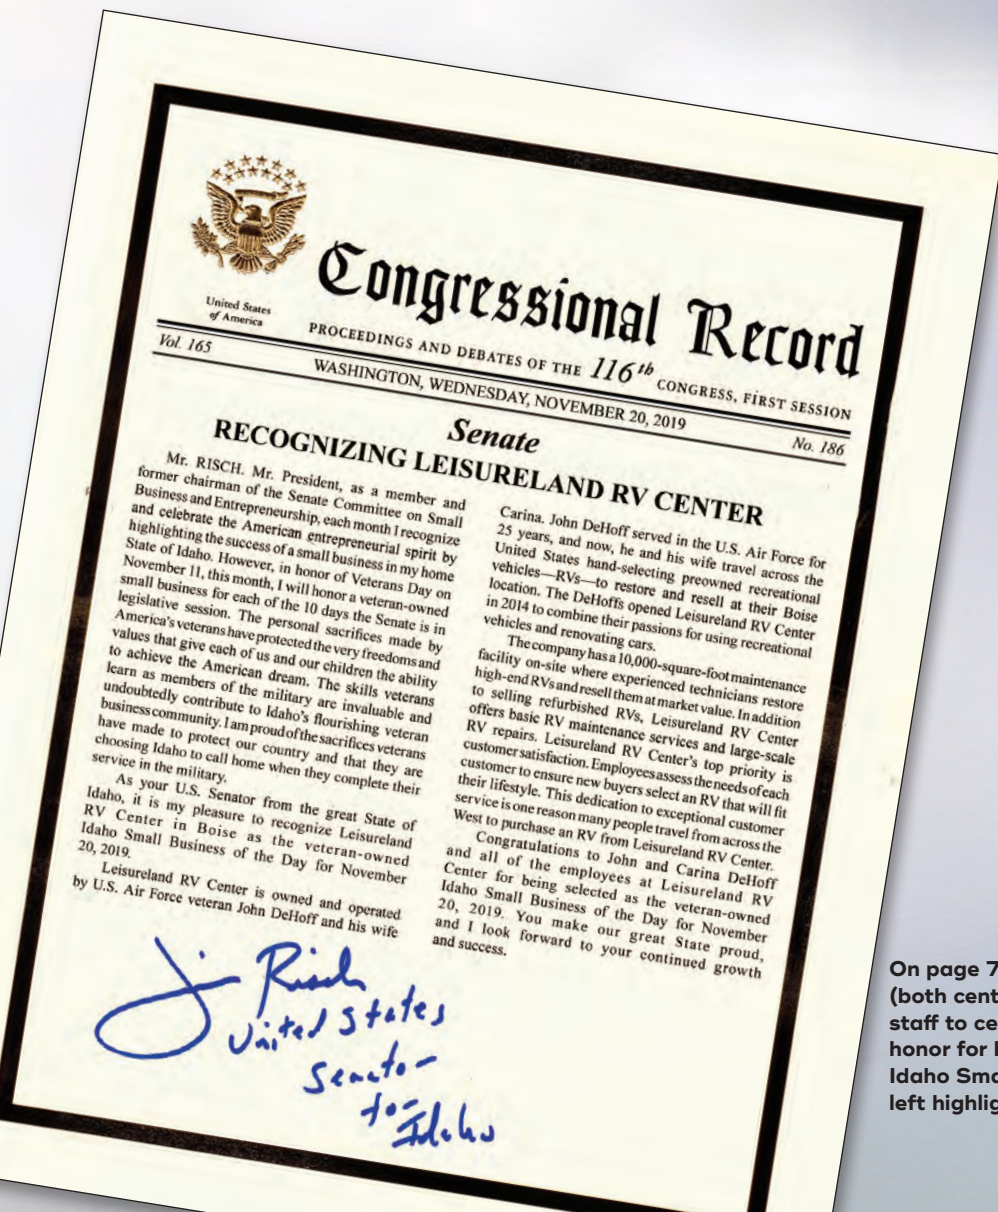 United States
of America
Congressional Record
PROCEEDINGS AND DEBATES OF THE 116th CONGRESS, FIRST SESSION
Vol. 165
WASHINGTON, WEDNESDAY, NOVEMBER 20, 2019
No. 186
Senate
RECOGNIZING LEISURELAND RV CENTER
Mr. RISCH. Mr. President, as a member and
former chairman of the Senate Committee on Small
Business and Entrepreneurship, each month I recognize
and celebrate the American entrepreneurial spirit by
highlighting the success of a small business in my home
State of Idaho. However, in honor of Veterans Day on
November 11, this month, I will honor a veteran-owned
small business for each of the 10 days the Senate is in
legislative session. The personal sacrifices made by
America's veterans have protected the very freedoms and
values that give each of us and our children the ability
to achieve the American dream. The skills veterans
learn as members of the military are invaluable and
undoubtedly contribute to Idaho's flourishing veteran
business community. I am proud of the sacrifices veterans
have made to protect our country and that they are
choosing Idaho to call home when they complete their
service in the military.
As your U.S. Senator from the great State of
Idaho, it is my pleasure to recognize Leisureland
RV Center in Boise as the veteran-owned
Idaho Small Business of the Day for November
20, 2019.
Leisureland RV Center is owned and operated
by U.S. Air Force veteran John DeHoff and his wife
Carina. John DeHoff served in the U.S. Air Force for
25 years, and now, he and his wife travel across the
United States hand-selecting preowned recreational
vehicles—RVs—to restore and resell at their Boise
location. The DeHoffs opened Leisureland RV Center
in 2014 to combine their passions for using recreational
vehicles and renovating cars.
The company has a 10,000-square-foot maintenance
facility on-site where experienced technicians restore
high-end RVs and resell them at market value. In addition
to selling refurbished RVs, Leisureland RV Center
offers basic RV maintenance services and large-scale
RV repairs. Leisureland RV Center's top priority is
customer satisfaction. Employees assess the needs of each
customer to ensure new buyers select an RV that will fit
their lifestyle. This dedication to exceptional customer
service is one reason many people travel from across the
West to purchase an RV from Leisureland RV Center.
Congratulations to John and Carina DeHoff
and all of the employees at Leisureland RV
Center for being selected as the veteran-owned
Idaho Small Business of the Day for November
20, 2019. You make our great State proud,
and I look forward to your continued growth
and success.
Jim Risch
United States
Senator
for Idaho
On page 7
(both cent
staff to ce
honor for
Idaho Sma
left highlig